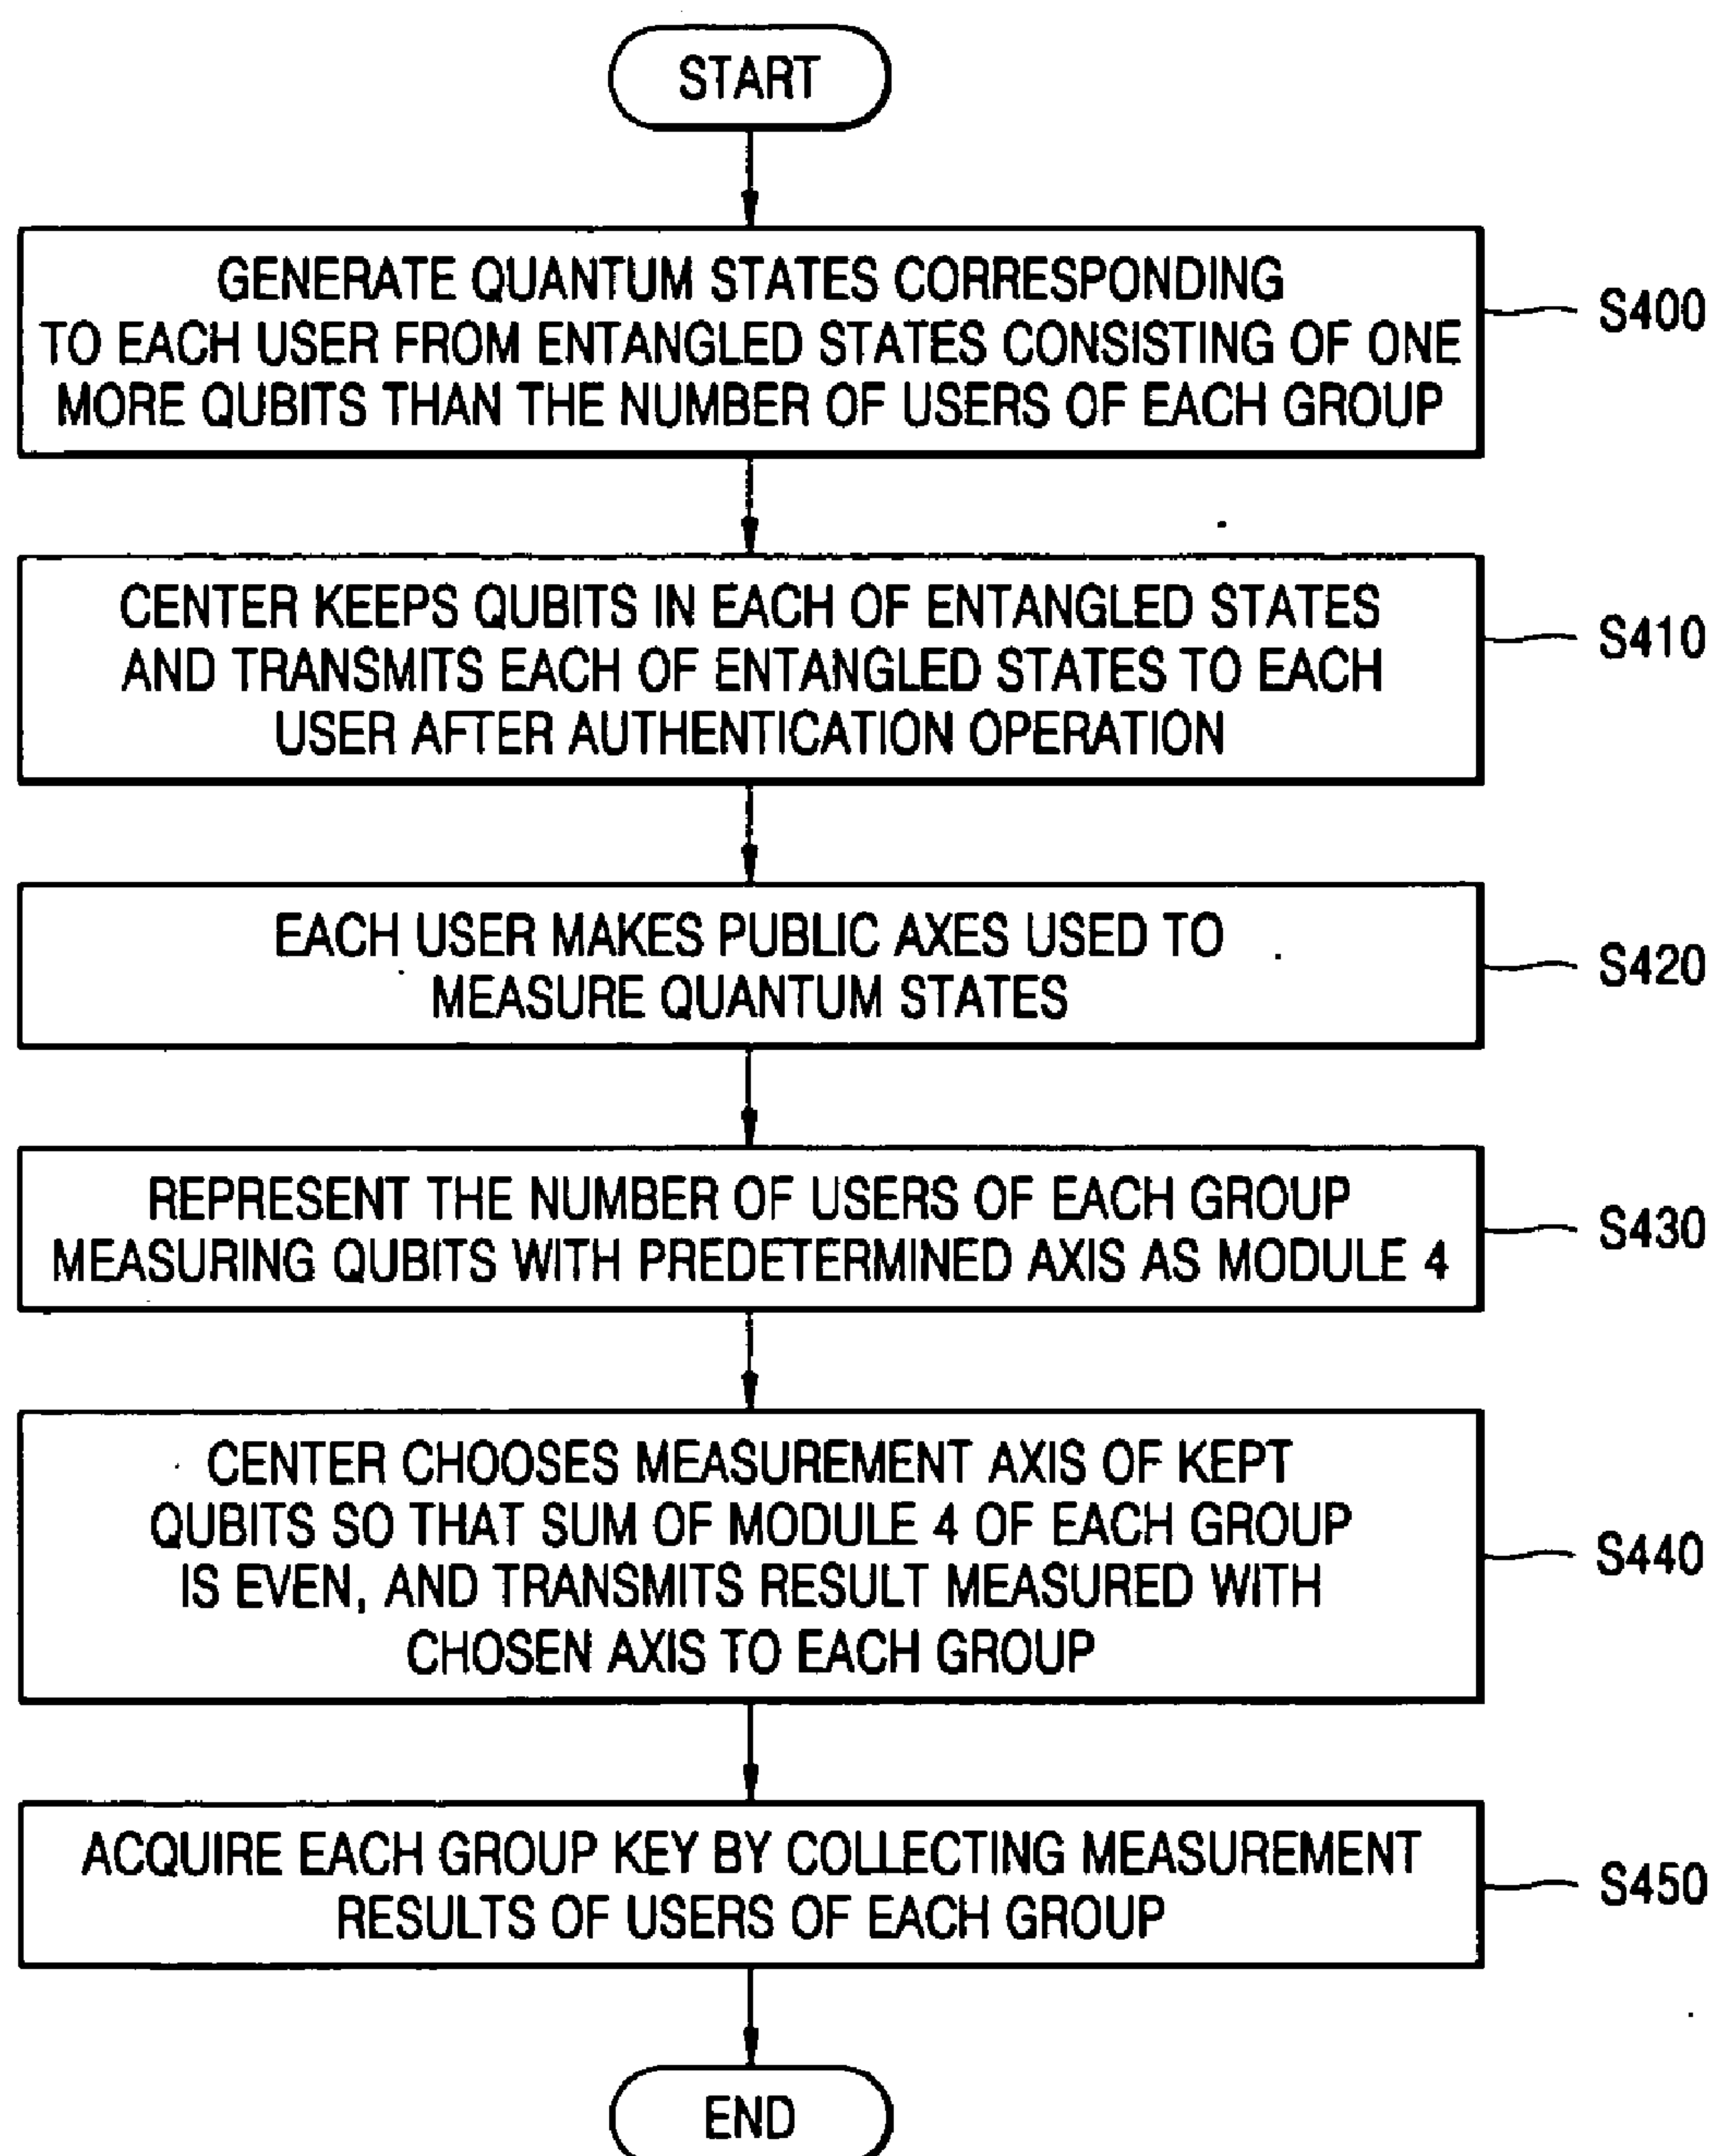 START
GENERATE QUANTUM STATES CORRESPONDING
TO EACH USER FROM ENTANGLED STATES CONSISTING OF ONE
MORE QUBITS THAN THE NUMBER OF USERS OF EACH GROUP
S400
CENTER KEEPS QUBITS IN EACH OF ENTANGLED STATES
AND TRANSMITS EACH OF ENTANGLED STATES TO EACH
USER AFTER AUTHENTICATION OPERATION
S410
EACH USER MAKES PUBLIC AXES USED TO
MEASURE QUANTUM STATES
S420
REPRESENT THE NUMBER OF USERS OF EACH GROUP
MEASURING QUBITS WITH PREDETERMINED AXIS AS MODULE 4
S430
CENTER CHOOSES MEASUREMENT AXIS OF KEPT
QUBITS SO THAT SUM OF MODULE 4 OF EACH GROUP
IS EVEN, AND TRANSMITS RESULT MEASURED WITH
CHOSEN AXIS TO EACH GROUP
S440
ACQUIRE EACH GROUP KEY BY COLLECTING MEASUREMENT
RESULTS OF USERS OF EACH GROUP
S450
END